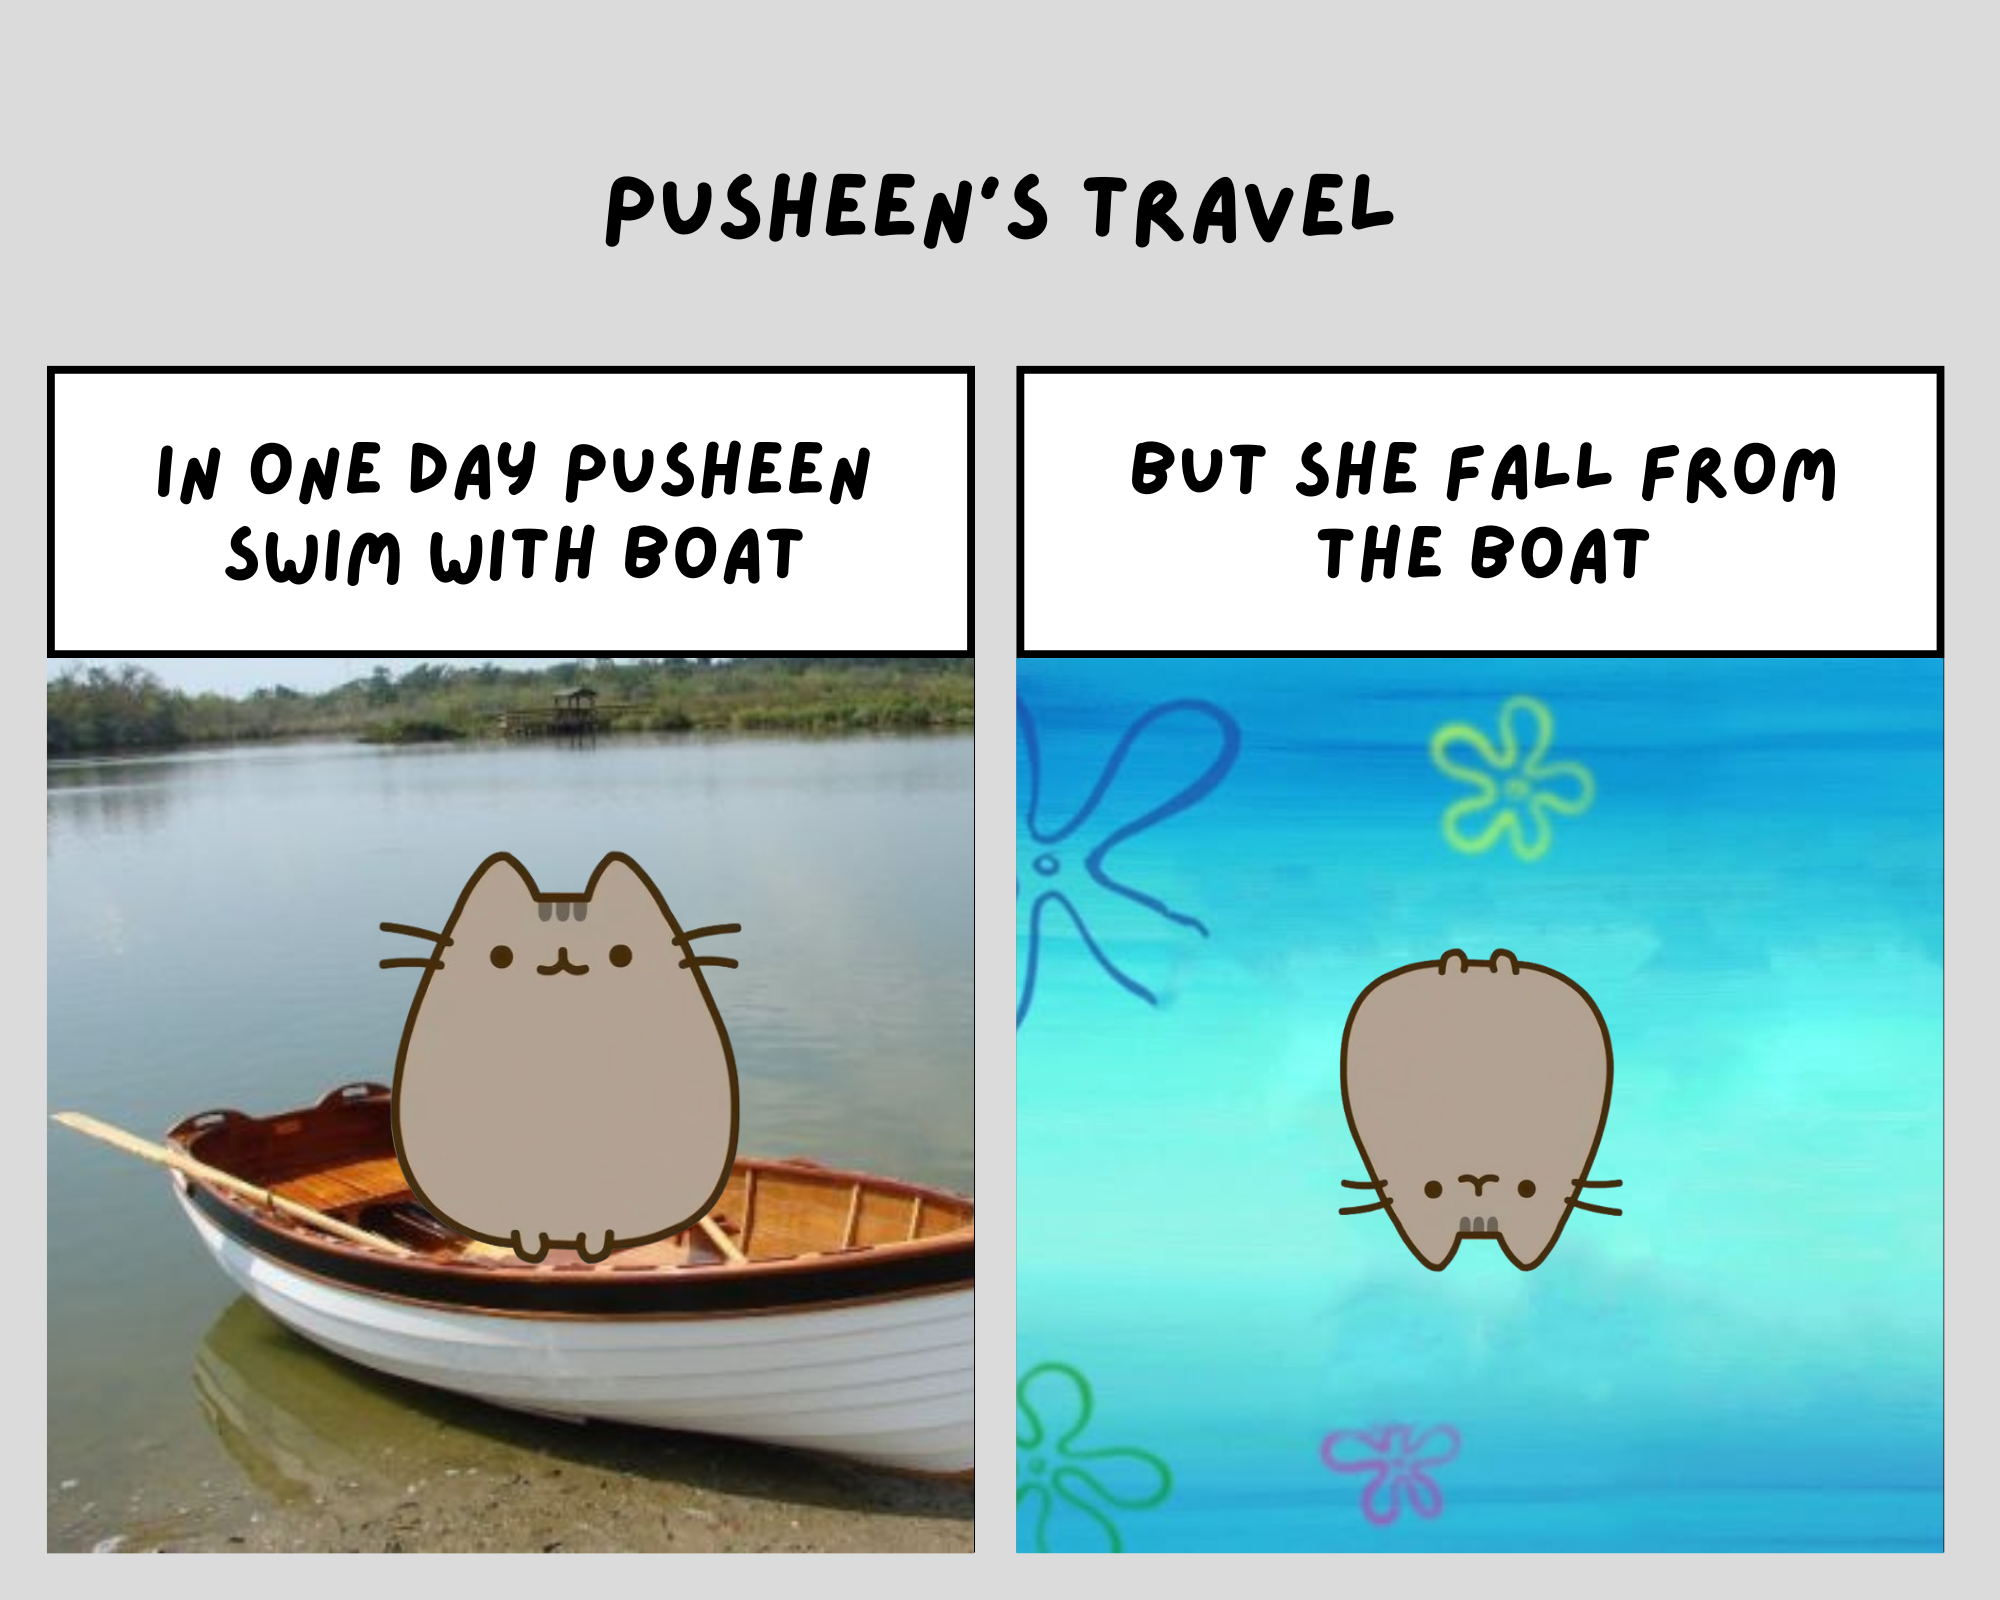 PUSHEEN'S TRAVEL
IN ONE DAY PUSHEEN
SWIM WITH BOAT
BUT SHE FALL FROM
THE BOAT